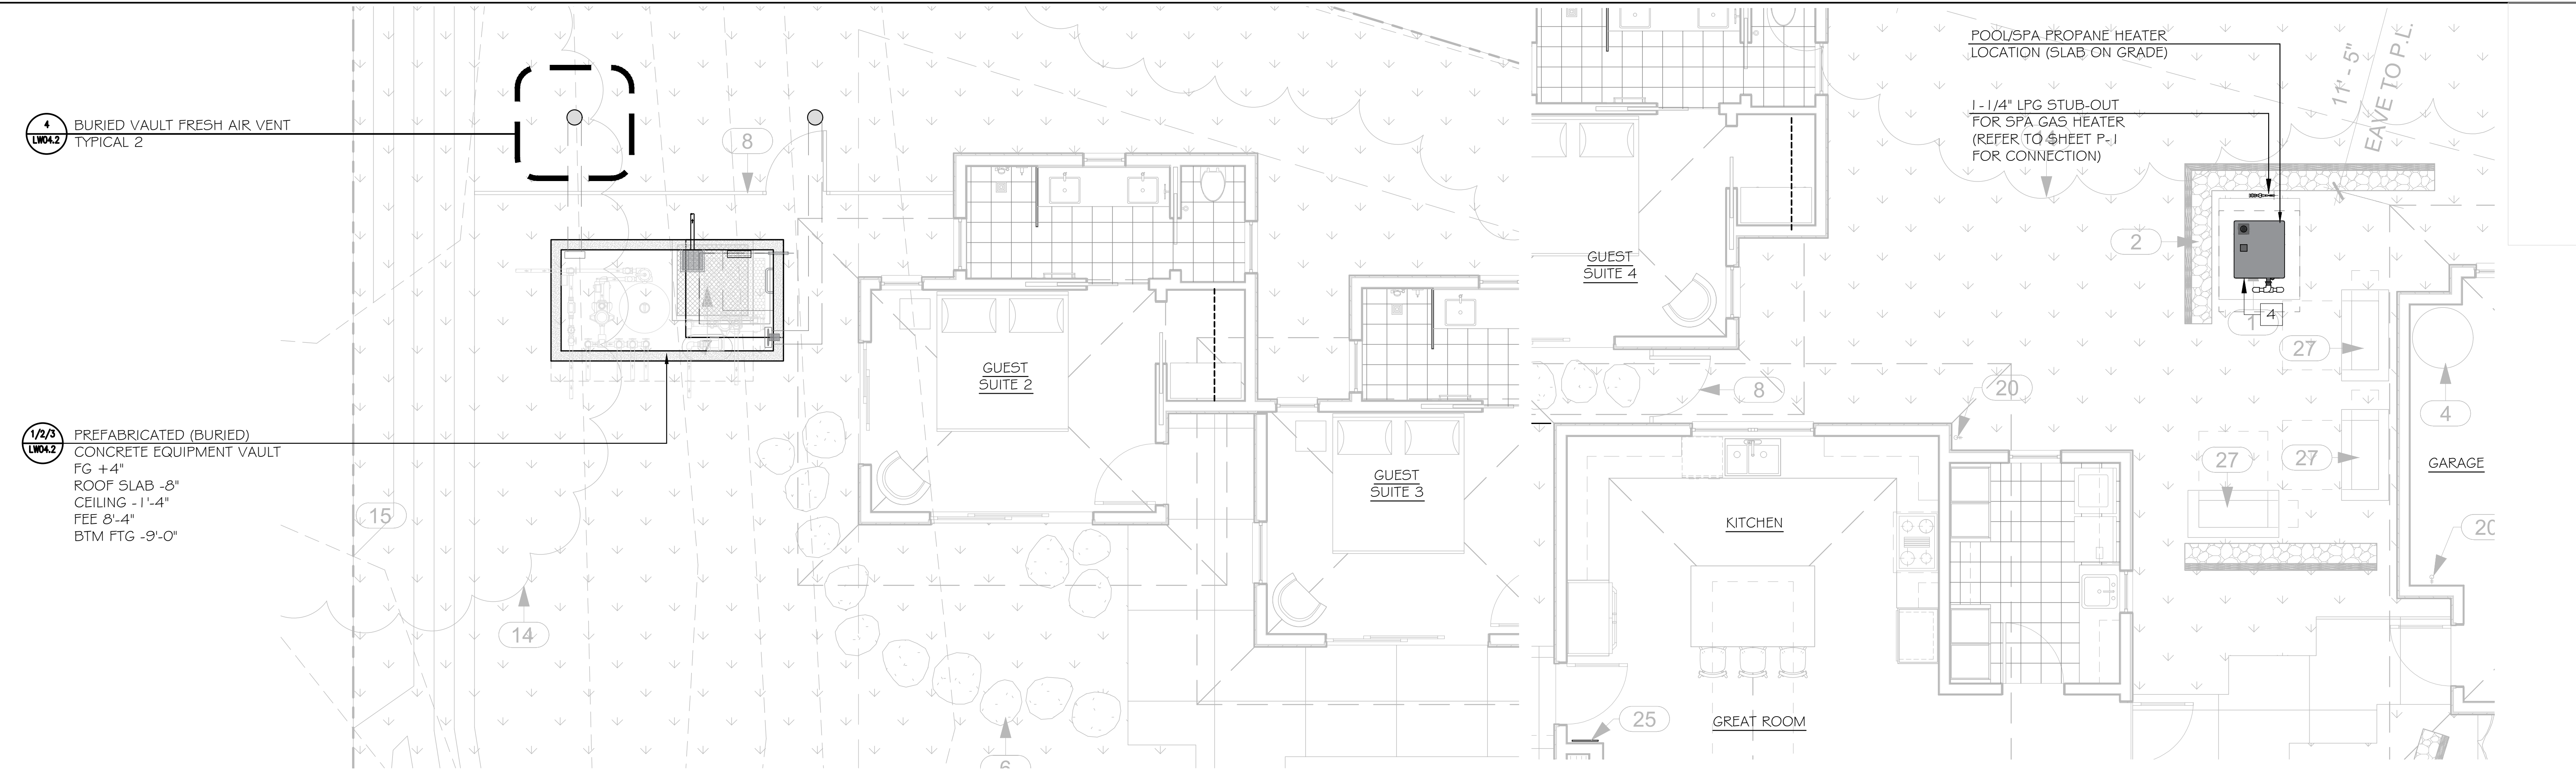 4
LW04.2
BURIED VAULT FRESH AIR VENT
TYPICAL 2
1/2/3
LW04.2
PREFABRICATED (BURIED)
CONCRETE EQUIPMENT VAULT
FG +4"
ROOF SLAB -8"
CEILING -1'-4"
FEE 8'-4"
BTM FTG -9'-0"
8
7
15
14
6
GUEST
SUITE 2
GUEST
SUITE 3
GUEST
SUITE 4
8
20
KITCHEN
GREAT ROOM
25
POOL/SPA PROPANE HEATER
LOCATION (SLAB ON GRADE)
1-1/4" LPG STUB-OUT
FOR SPA GAS HEATER
(REFER TO SHEET P-1
FOR CONNECTION)
11' - 5"
EAVE TO P.L.
2
1
4
27
27
27
4
GARAGE
20